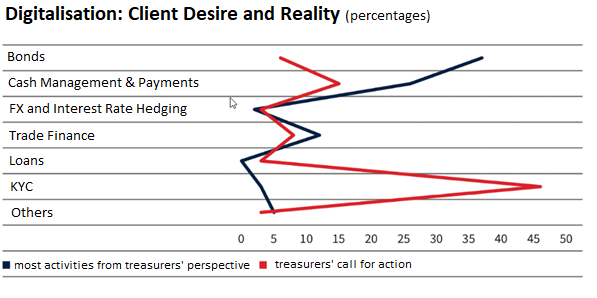 Digitalisation: Client Desire and Reality (percentages)
Bonds
Cash Management & Payments
FX and Interest Rate Hedging
Trade Finance
Loans
KYC
Others
0 5 10 15 20 25 30 35 40 45 50
most activities from treasurers' perspective treasurers' call for action